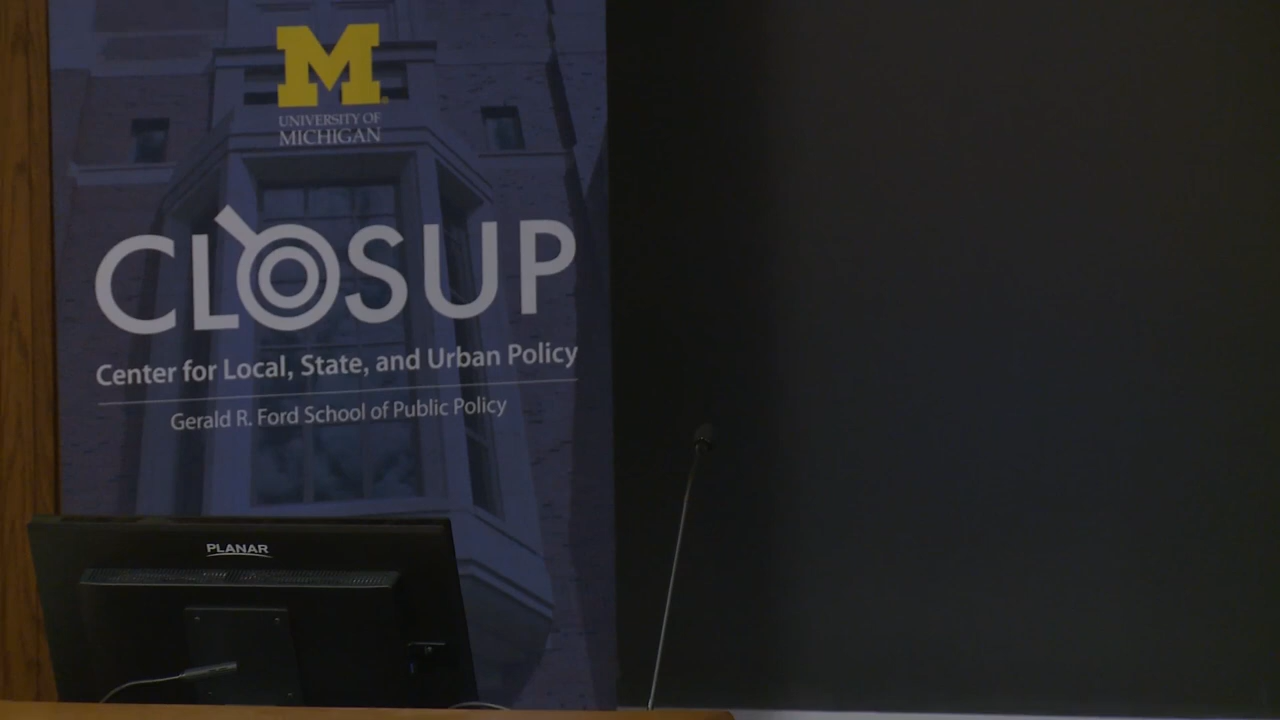 M
UNIVERSITY OF
MICHIGAN
CLOSUP
Center for Local, State, and Urban Policy
Gerald R. Ford School of Public Policy
PLANAR